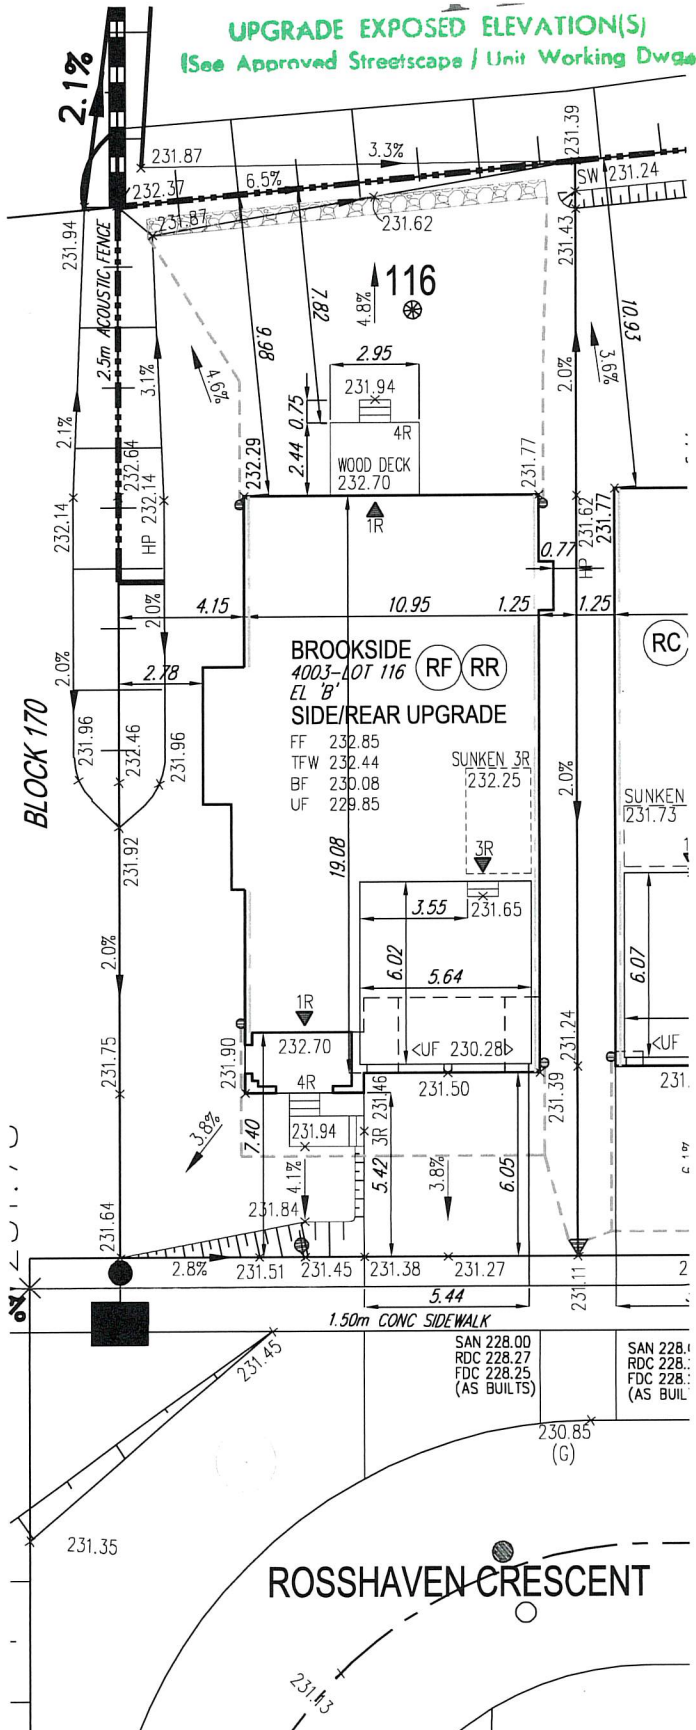 UPGRADE EXPOSED ELEVATION(S)
(See Approved Streetscape / Unit Working Dwgs
2.1%
231.87
3.3%
231.39
232.37
6.5%
SW 231.24
231.87
231.62
231.94
231.43
2.5m ACOUSTIC FENCE
116
7.82
4.8%
9.98
10.93
4.6%
3.1%
2.95
2.0%
3.6%
231.94
0.75
2.1%
4R
2.44
WOOD DECK
232.70
232.64
232.29
231.77
232.14
HP 232.14
1R
HP 231.62
231.77
0.77
2.0%
4.15
10.95
1.25
1.25
BROOKSIDE
4003-LOT 116
EL 'B'
RF
RR
RC
2.78
2.0%
SIDE/REAR UPGRADE
FF 232.85
TFW 232.44
BF 230.08
UF 229.85
BLOCK 170
231.96
232.46
231.96
SUNKEN 3R
232.25
2.0%
SUNKEN
231.73
231.92
19.08
3R
3.55
231.65
6.02
5.64
6.07
2.0%
1R
232.70
<UF 230.28>
<UF
231.75
231.90
4R
231.46
231.50
231.39
231.24
231.
3R
231.94
3.8%
7.40
4.1%
5.42
3.8%
6.05
231.84
231.64
2.8%
231.51
231.45
231.38
231.27
231.11
5.44
1.50m CONC SIDEWALK
SAN 228.00
RDC 228.27
FDC 228.25
(AS BUILTS)
SAN 228.
RDC 228.
FDC 228.
(AS BUIL
231.45
230.85
(G)
231.35
ROSSHAVEN CRESCENT
231.13